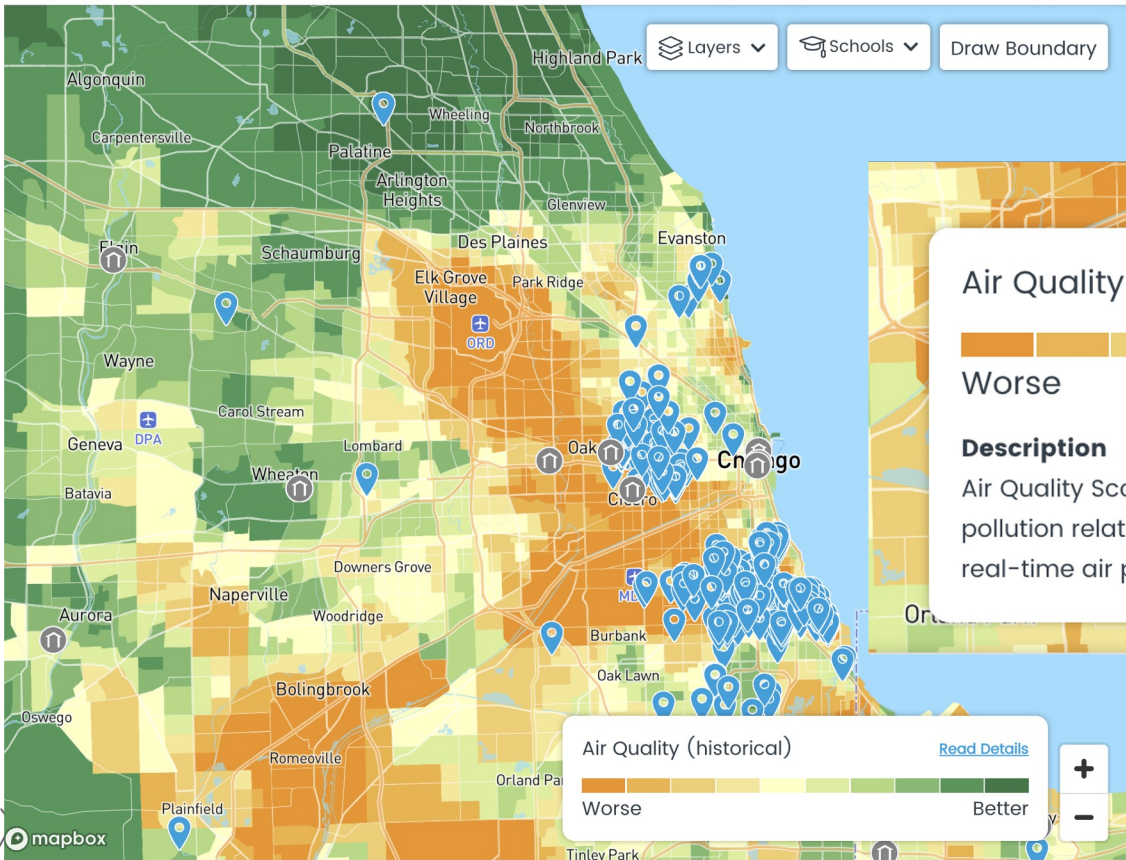 Layers
Schools
Draw Boundary
Highland Park
Algonquin
Carpentersville
Wheeling
Northbrook
Palatine
Arlington
Heights
Glenview
Evanston
Des Plaines
Schaumburg
Elgin
Elk Grove
Village
Park Ridge
ORD
Wayne
Carol Stream
DPA
Geneva
Lombard
Oak
Wheaton
Batavia
Cicero
Downers Grove
Naperville
Woodridge
Aurora
Burbank
Oak Lawn
Bolingbrook
Oswego
Romeoville
Plainfield
Tinley Park
mapbox
Air Quality
Worse
Description
Air Quality Sco
pollution relat
real-time air p
Air Quality (historical)
Read Details
Worse
Better
+
−